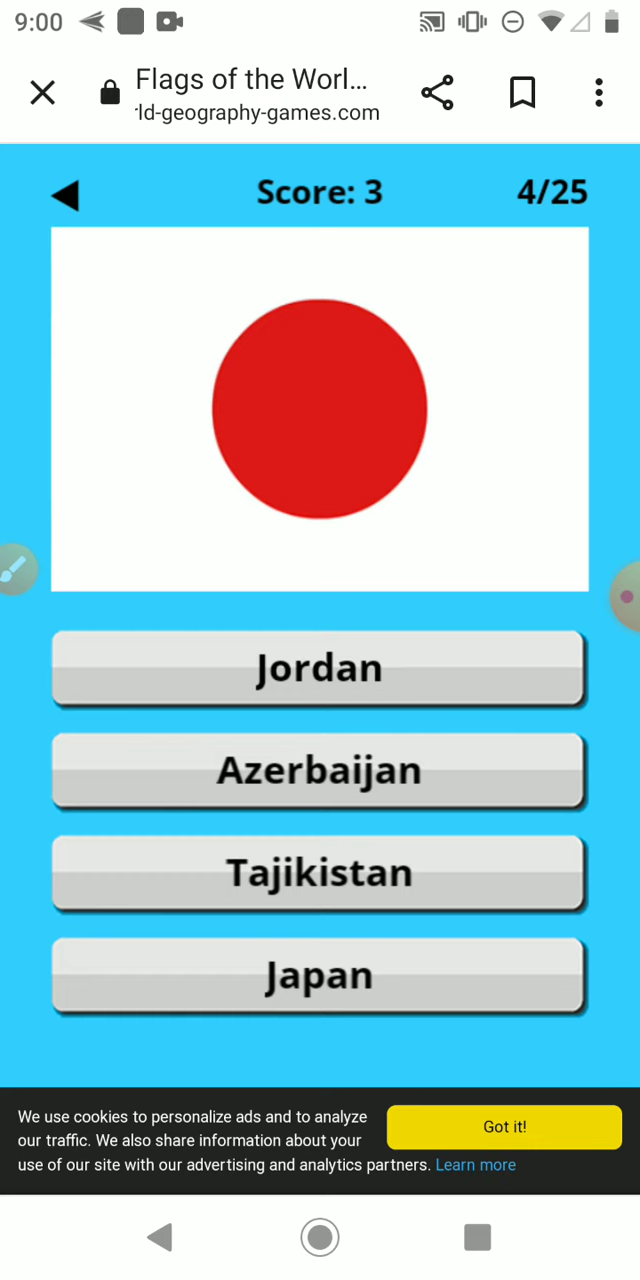 9:00
Flags of the Worl...
rld-geography-games.com
Score: 3
4/25
Jordan
Azerbaijan
Tajikistan
Japan
We use cookies to personalize ads and to analyze
our traffic. We also share information about your
use of our site with our advertising and analytics partners. Learn more
Got it!